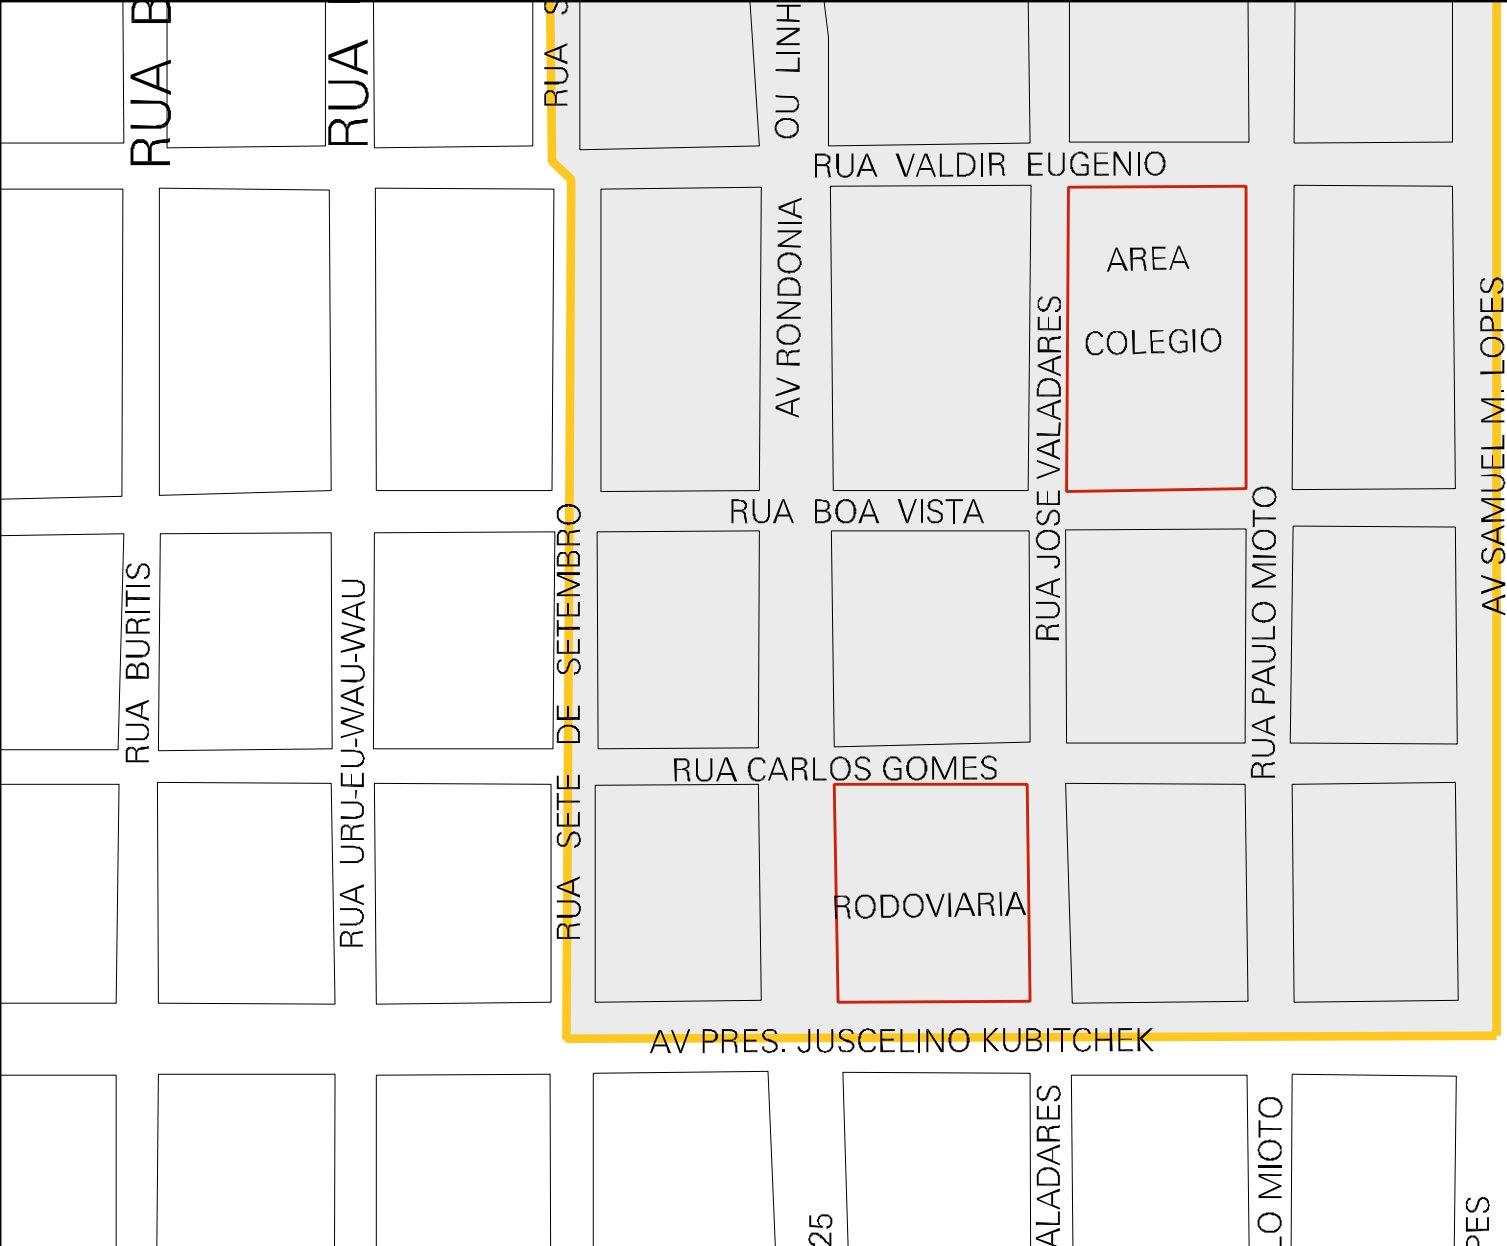 RUA B
RUA
RUA S
OU LINH
RUA VALDIR EUGENIO
AV RONDONIA
AREA
COLEGIO
RUA JOSE VALADARES
AV SAMUEL M. LOPES
RUA BOA VISTA
RUA BURITIS
RUA URU-EU-WAU-WAU
RUA SETE DE SETEMBRO
RUA PAULO MIOTO
RUA CARLOS GOMES
RODOVIARIA
AV PRES. JUSCELINO KUBITCHEK
25
ALADARES
LO MIOTO
PES